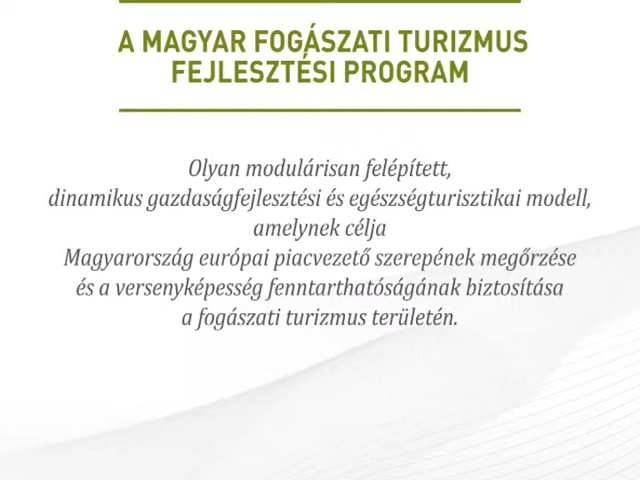 A MAGYAR FOGÁSZATI TURIZMUS
FEJLESZTÉSI PROGRAM
Olyan modulárisan felépített,
dinamikus gazdaságfejlesztési és egészségturisztikai modell,
amelynek célja
Magyarország európai piacvezető szerepének megőrzése
és a versenyképesség fenntarthatóságának biztosítása
a fogászati turizmus területén.